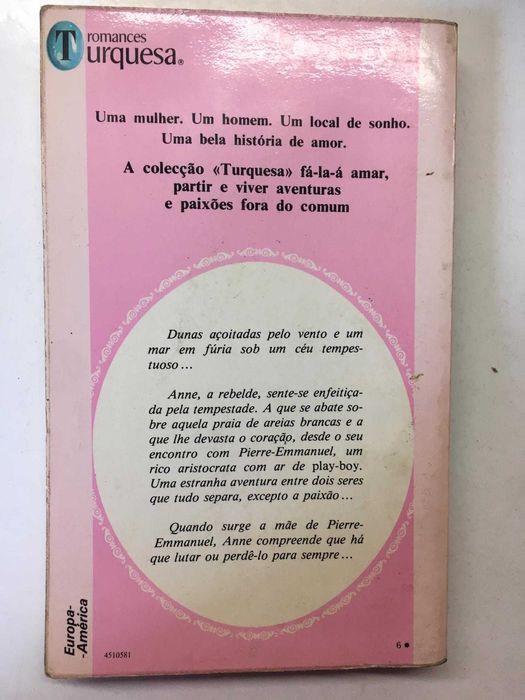 romances
Turquesa®
Uma mulher. Um homem. Um local de sonho.
Uma bela história de amor.
A colecção «Turquesa» fá-la-á amar,
partir e viver aventuras
e paixões fora do comum
Dunas açoitadas pelo vento e um
mar em fúria sob um céu tempes-
tuoso ...
Anne, a rebelde, sente-se enfeitiça-
da pela tempestade. A que se abate so-
bre aquela praia de areias brancas e a
que lhe devasta o coração, desde o seu
encontro com Pierre-Emmanuel, um
rico aristocrata com ar de play-boy.
Uma estranha aventura entre dois seres
que tudo separa, excepto a paixão ...
Quando surge a mãe de Pierre-
Emmanuel, Anne compreende que há
que lutar ou perdê-lo para sempre ...
Europa-
-América
4510581
6 ●